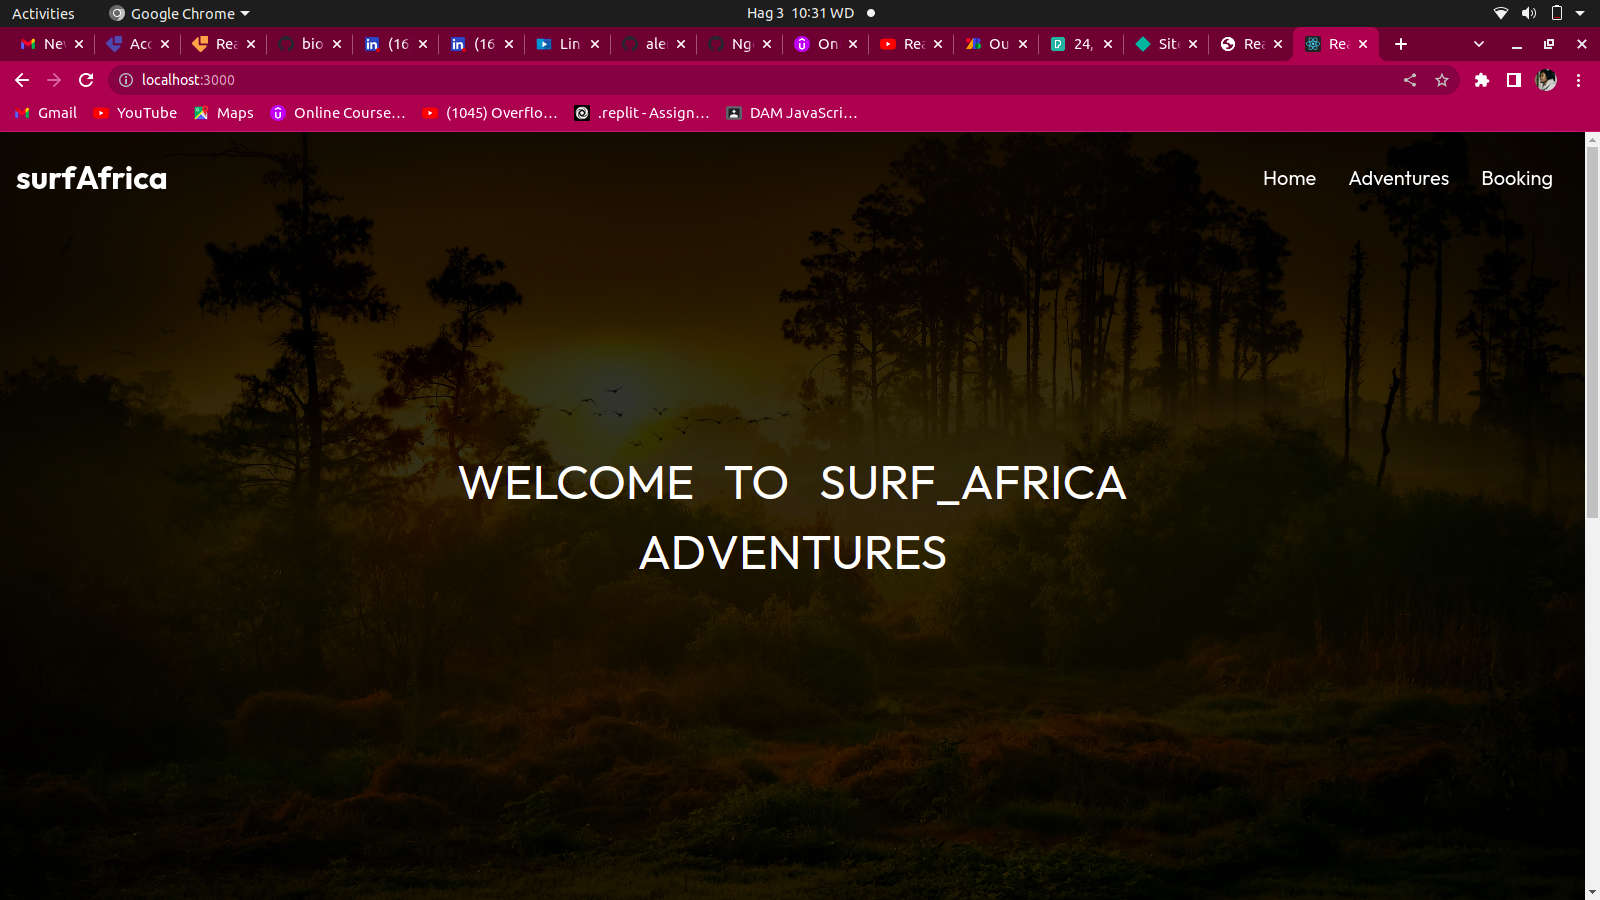 Activities Google Chrome Hag 3 10:31 WD
Nev Acc Rea bio (16 (16 Lin ale Ng On Rea Ou 24, Site Rea Rea
localhost:3000
Gmail YouTube Maps Online Course… (1045) Overflo… .replit - Assign… DAM JavaScri…
surfAfrica Home Adventures Booking
WELCOME TO SURF_AFRICA
ADVENTURES